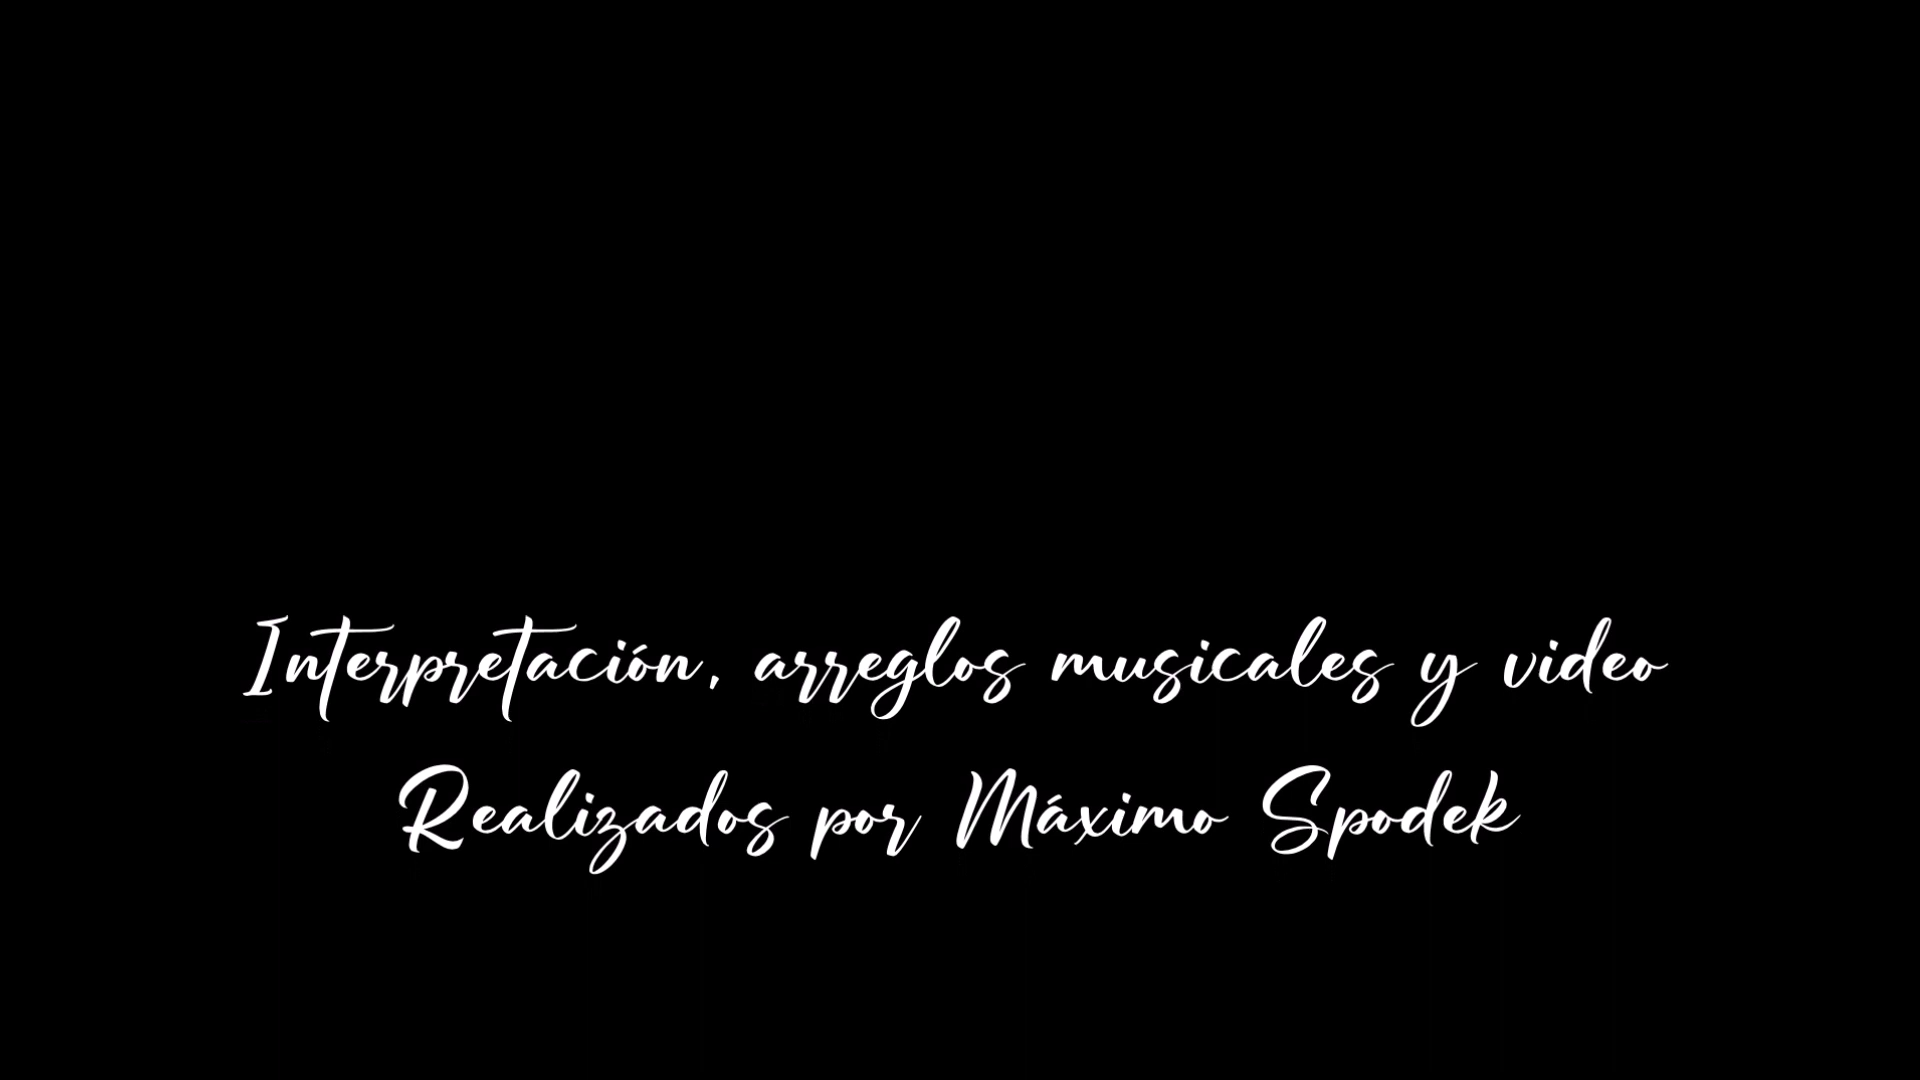 Interpretación, arreglos musicales y video
Realizados por Máximo Spodek